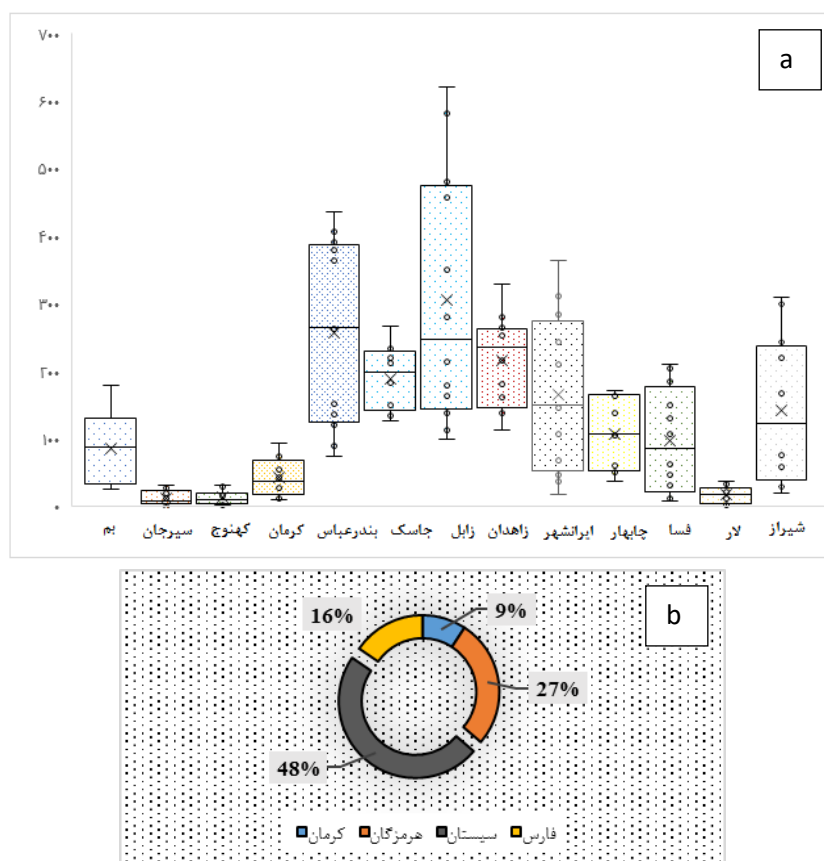 a
۷۰۰
۶۰۰
۵۰۰
۴۰۰
۳۰۰
۲۰۰
۱۰۰
۰
بم سیرجان کهنوج کرمان بندرعباس جاسک زابل زاهدان ایرانشهر چابهار فسا لار شیراز
b
16% 9%
27%
48%
کرمان هرمزگان سیستان فارس